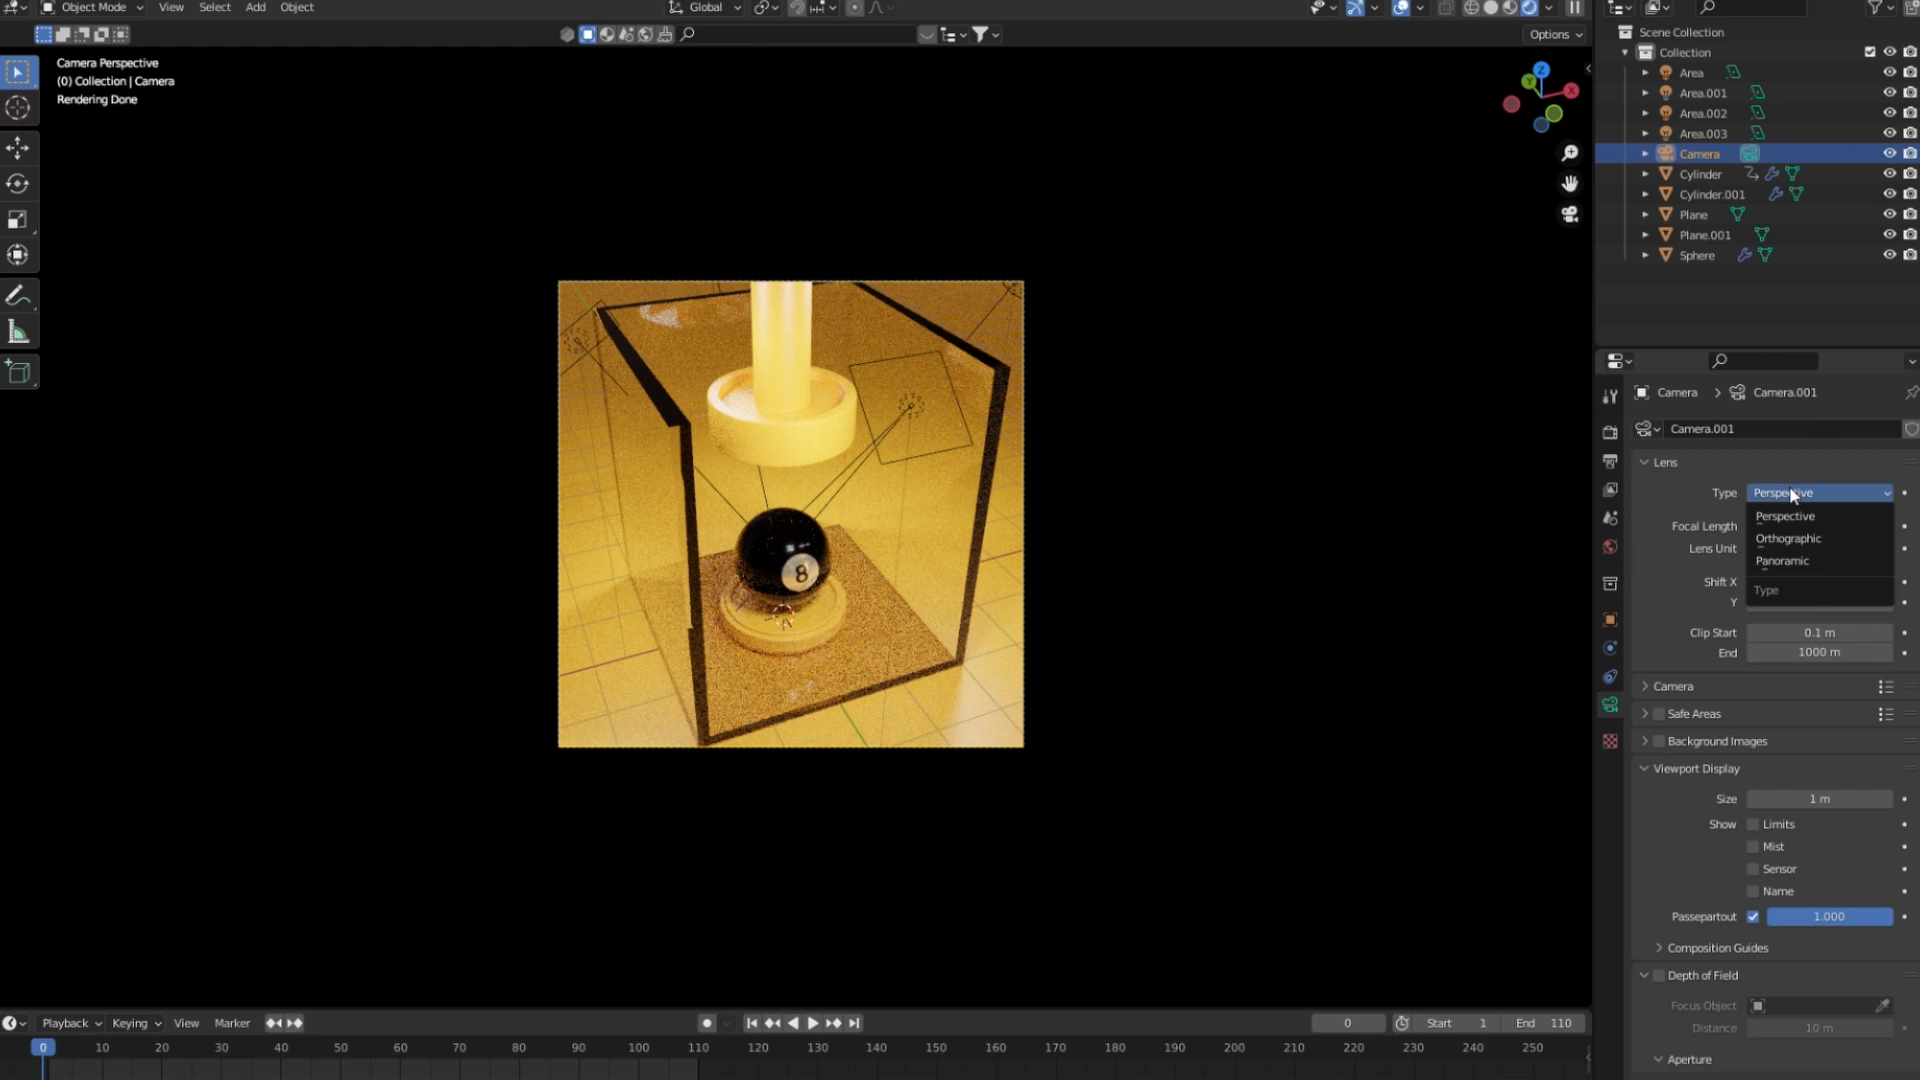 Object Mode View Select Add Object Global
Options
Camera Perspective
(0) Collection | Camera
Rendering Done
Z
Y
X
8
Scene Collection
Collection
Area
Area.001
Area.002
Area.003
Camera
Cylinder
Cylinder.001
Plane
Plane.001
Sphere
Camera > Camera.001
Camera.001
Lens
Type Perspective
Perspective
Focal Length
Orthographic
Lens Unit
Panoramic
Shift X
Type
Y
Clip Start 0.1 m
End 1000 m
Camera
Safe Areas
Background Images
Viewport Display
Size 1 m
Show Limits
Mist
Sensor
Name
Passepartout 1.000
Composition Guides
Depth of Field
Focus Object
Distance 10 m
Aperture
Playback Keying View Marker 0 Start 1 End 110
0 10 20 30 40 50 60 70 80 90 100 110 120 130 140 150 160 170 180 190 200 210 220 230 240 250